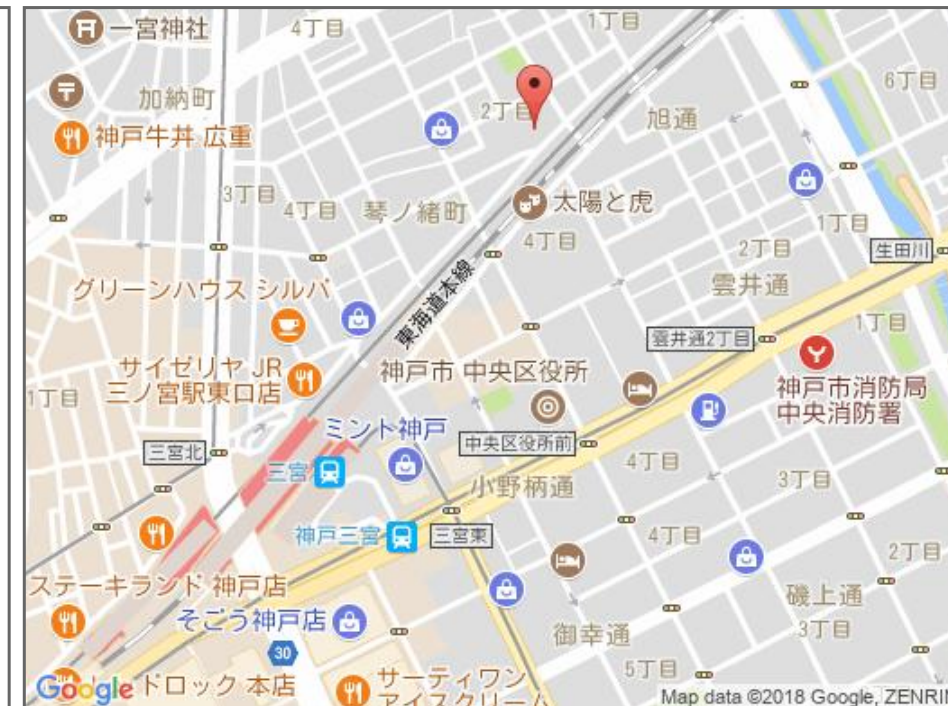 一宮神社
4丁目
1丁目
6丁目
加納町
2丁目
旭通
神戸牛丼 広重
3丁目
4丁目
琴ノ緒町
太陽と虎
4丁目
1丁目
2丁目
生田川
グリーンハウス シルバ
東海道本線
雲井通
雲井通2丁目
1丁目
サイゼリヤ JR
三ノ宮駅東口店
神戸市 中央区役所
神戸市消防局
中央消防署
1丁目
ミント神戸
中央区役所前
三宮北
三宮
小野柄通
4丁目
3丁目
神戸三宮
三宮東
4丁目
2丁目
ステーキランド 神戸店
磯上通
そごう神戸店
御幸通
3丁目
30
5丁目
Google
ドロック 本店
サーティワン
アイスクリーム
Map data ©2018 Google, ZENRIN